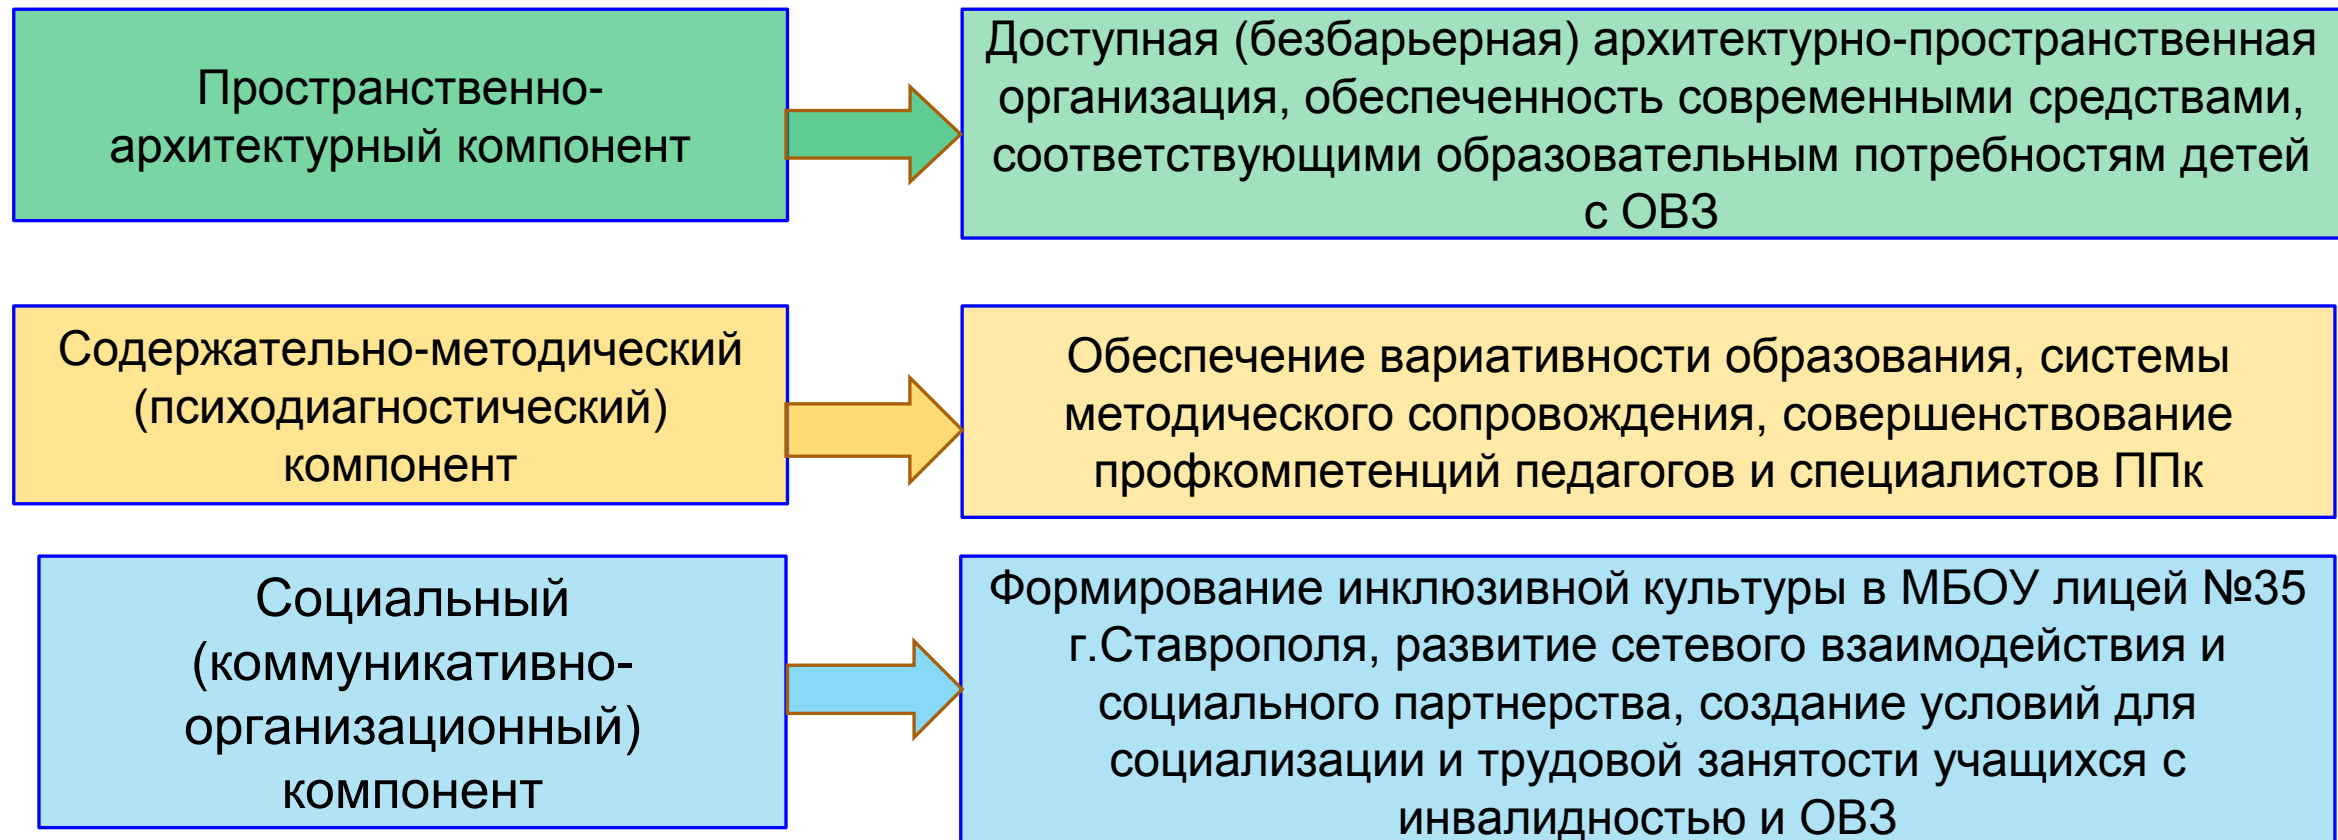 Пространственно-
архитектурный компонент
Доступная (безбарьерная) архитектурно-пространственная
организация, обеспеченность современными средствами,
соответствующими образовательным потребностям детей
с ОВЗ
Содержательно-методический
(психодиагностический)
компонент
Обеспечение вариативности образования, системы
методического сопровождения, совершенствование
профкомпетенций педагогов и специалистов ППк
Социальный
(коммуникативно-
организационный)
компонент
Формирование инклюзивной культуры в МБОУ лицей №35
г.Ставрополя, развитие сетевого взаимодействия и
социального партнерства, создание условий для
социализации и трудовой занятости учащихся с
инвалидностью и ОВЗ